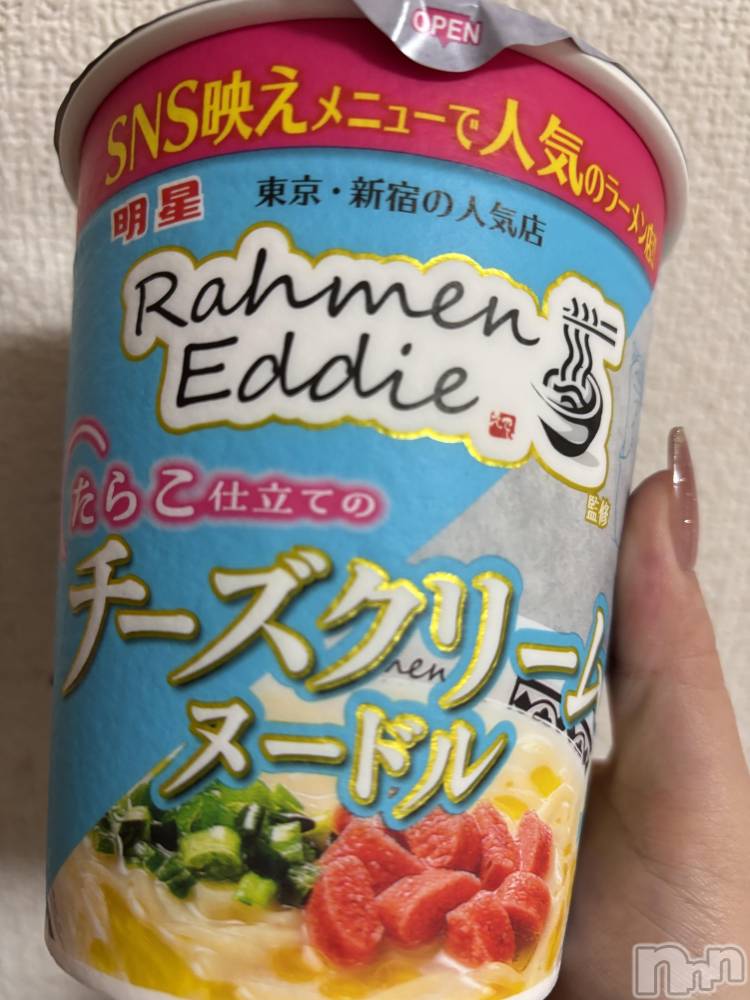 OPEN
SNS映えメニューで人気のラーメン店
明星
東京・新宿の人気店
Rahmen
Eddie
監修
たらこ仕立ての
チーズクリーム
ヌードル
nnn